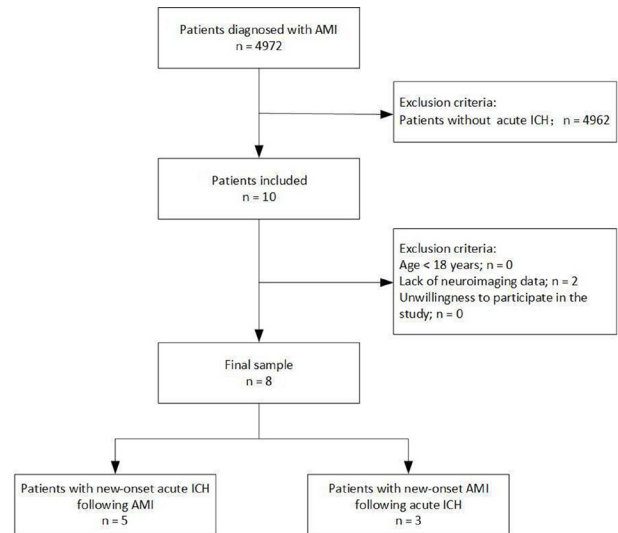 Patients diagnosed with AMI
n = 4972
Exclusion criteria:
Patients without acute ICH；n = 4962
Patients included
n = 10
Exclusion criteria:
Age < 18 years; n = 0
Lack of neuroimaging data; n = 2
Unwillingness to participate in the
study; n = 0
Final sample
n = 8
Patients with new-onset acute ICH
following AMI
n = 5
Patients with new-onset AMI
following acute ICH
n = 3